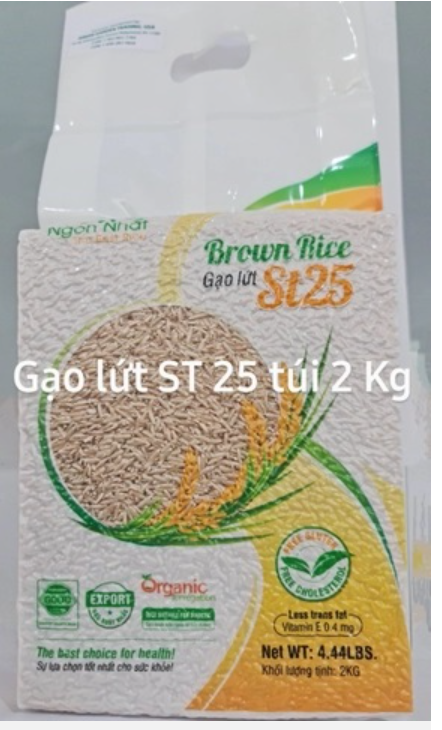 Ngon Nhất
Brown Rice
Gạo lứt
St25
Gạo lứt ST 25 túi 2 Kg
FREE GLUTEN
FREE CHOLESTEROL
EXPORT
Organic
Less trans fat
Vitamin E 0.4 mg
The best choice for health!
Sự lựa chọn tốt nhất cho sức khỏe!
Net WT: 4.44LBS.
Khối lượng tịnh: 2KG